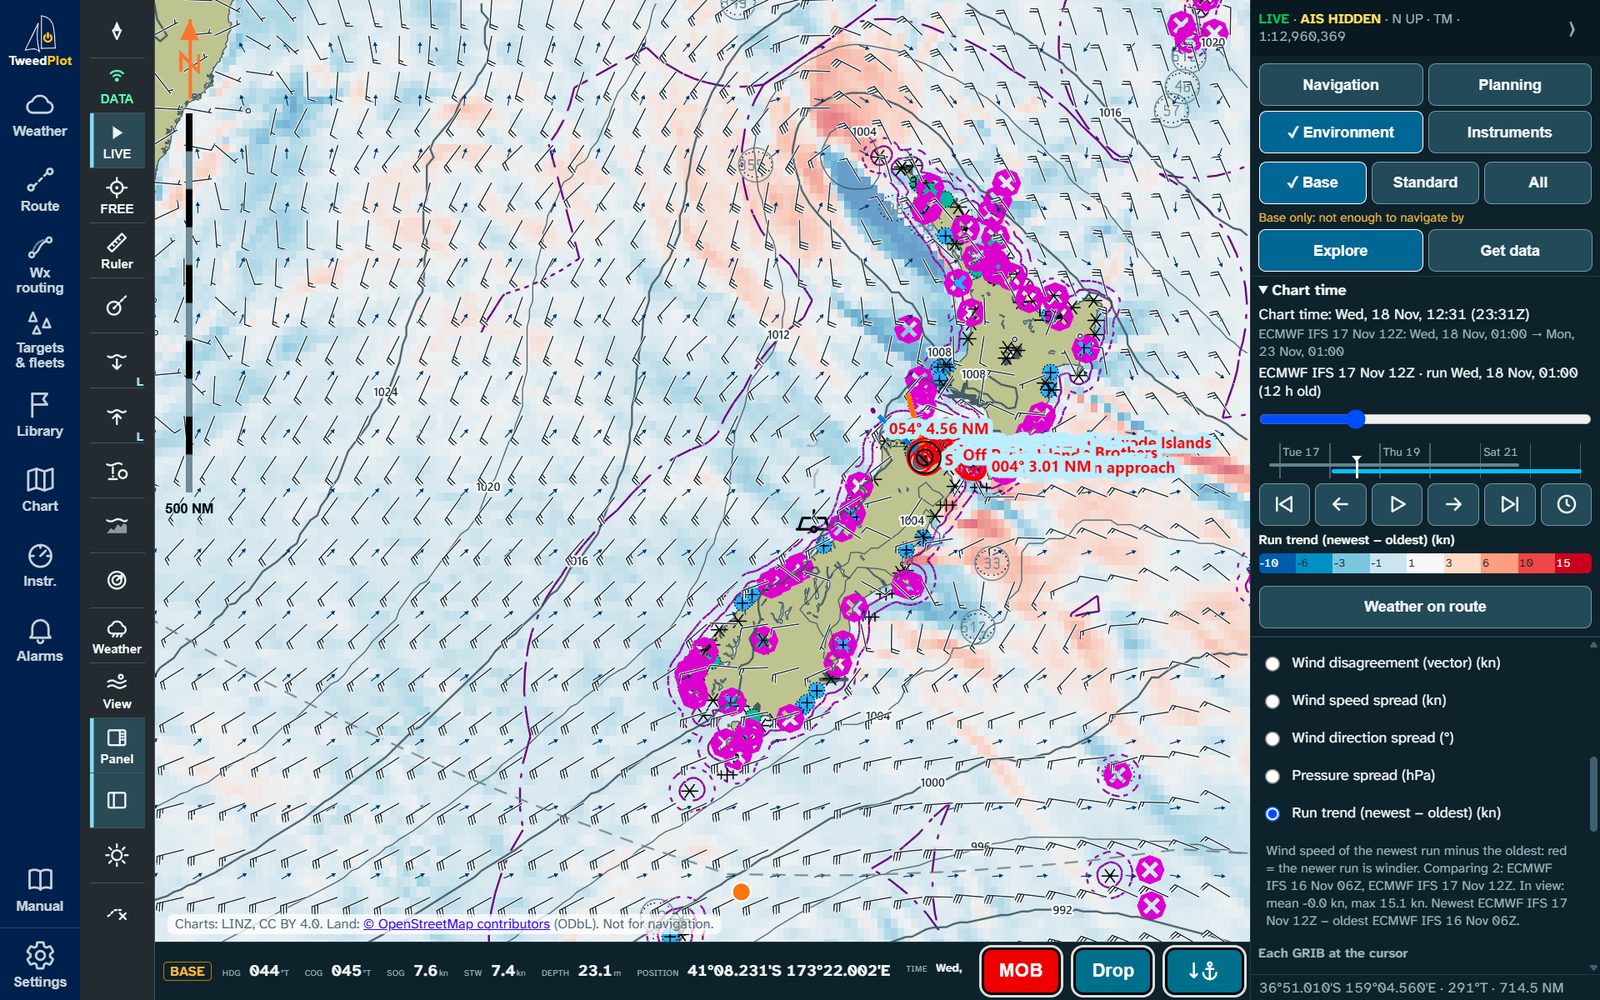 TweedPlot
Weather
Route
Wx
routing
Targets
& fleets
Library
Chart
Instr.
Alarms
Manual
Settings
DATA
LIVE
FREE
Ruler
L
L
Weather
View
Panel
N
500 NM
1004
1016
1020
1012
1008
1008
1024
1020
1016
1004
1004
1000
996
992
46
57
33
054° 4.56 NM
Off
Brothers
ode Islands
004° 3.01 NM
n approach
Charts: LINZ, CC BY 4.0. Land: © OpenStreetMap contributors (ODbL). Not for navigation.
BASE HDG 044°T COG 045°T SOG 7.6kn STW 7.4kn DEPTH 23.1m POSITION 41°08.231'S 173°22.002'E TIME Wed,
MOB
Drop
LIVE · AIS HIDDEN · N UP · TM ·
1:12,960,369
Navigation
Planning
✓ Environment
Instruments
✓ Base
Standard
All
Base only: not enough to navigate by
Explore
Get data
Chart time
Chart time: Wed, 18 Nov, 12:31 (23:31Z)
ECMWF IFS 17 Nov 12Z: Wed, 18 Nov, 01:00 → Mon,
23 Nov, 01:00
ECMWF IFS 17 Nov 12Z · run Wed, 18 Nov, 01:00
(12 h old)
Tue 17 Thu 19 Sat 21
Run trend (newest – oldest) (kn)
-10 -6 -3 -1 1 3 6 10 15
Weather on route
Wind disagreement (vector) (kn)
Wind speed spread (kn)
Wind direction spread (°)
Pressure spread (hPa)
Run trend (newest – oldest) (kn)
Wind speed of the newest run minus the oldest: red
= the newer run is windier. Comparing 2: ECMWF
IFS 16 Nov 06Z, ECMWF IFS 17 Nov 12Z. In view:
mean -0.0 kn, max 15.1 kn. Newest ECMWF IFS 17
Nov 12Z – oldest ECMWF IFS 16 Nov 06Z.
Each GRIB at the cursor
36°51.010'S 159°04.560'E · 291°T · 714.5 NM